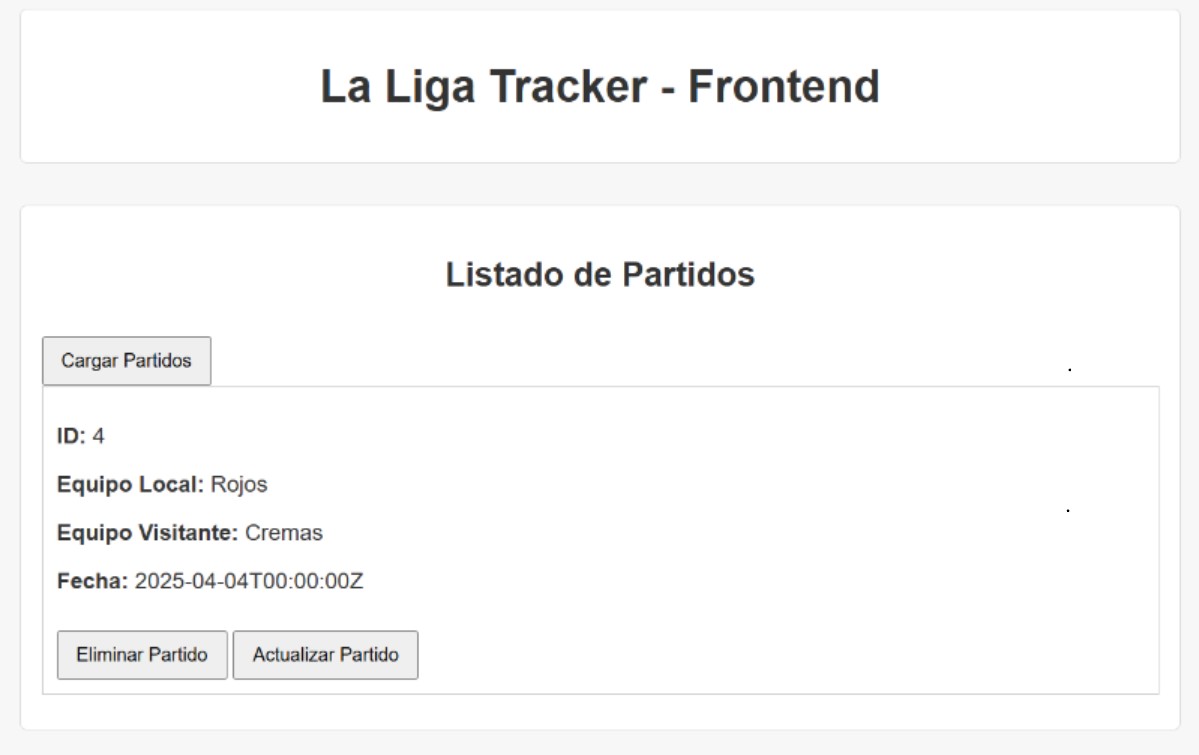 La Liga Tracker - Frontend
Listado de Partidos
Cargar Partidos
ID: 4
Equipo Local: Rojos
Equipo Visitante: Cremas
Fecha: 2025-04-04T00:00:00Z
Eliminar Partido Actualizar Partido